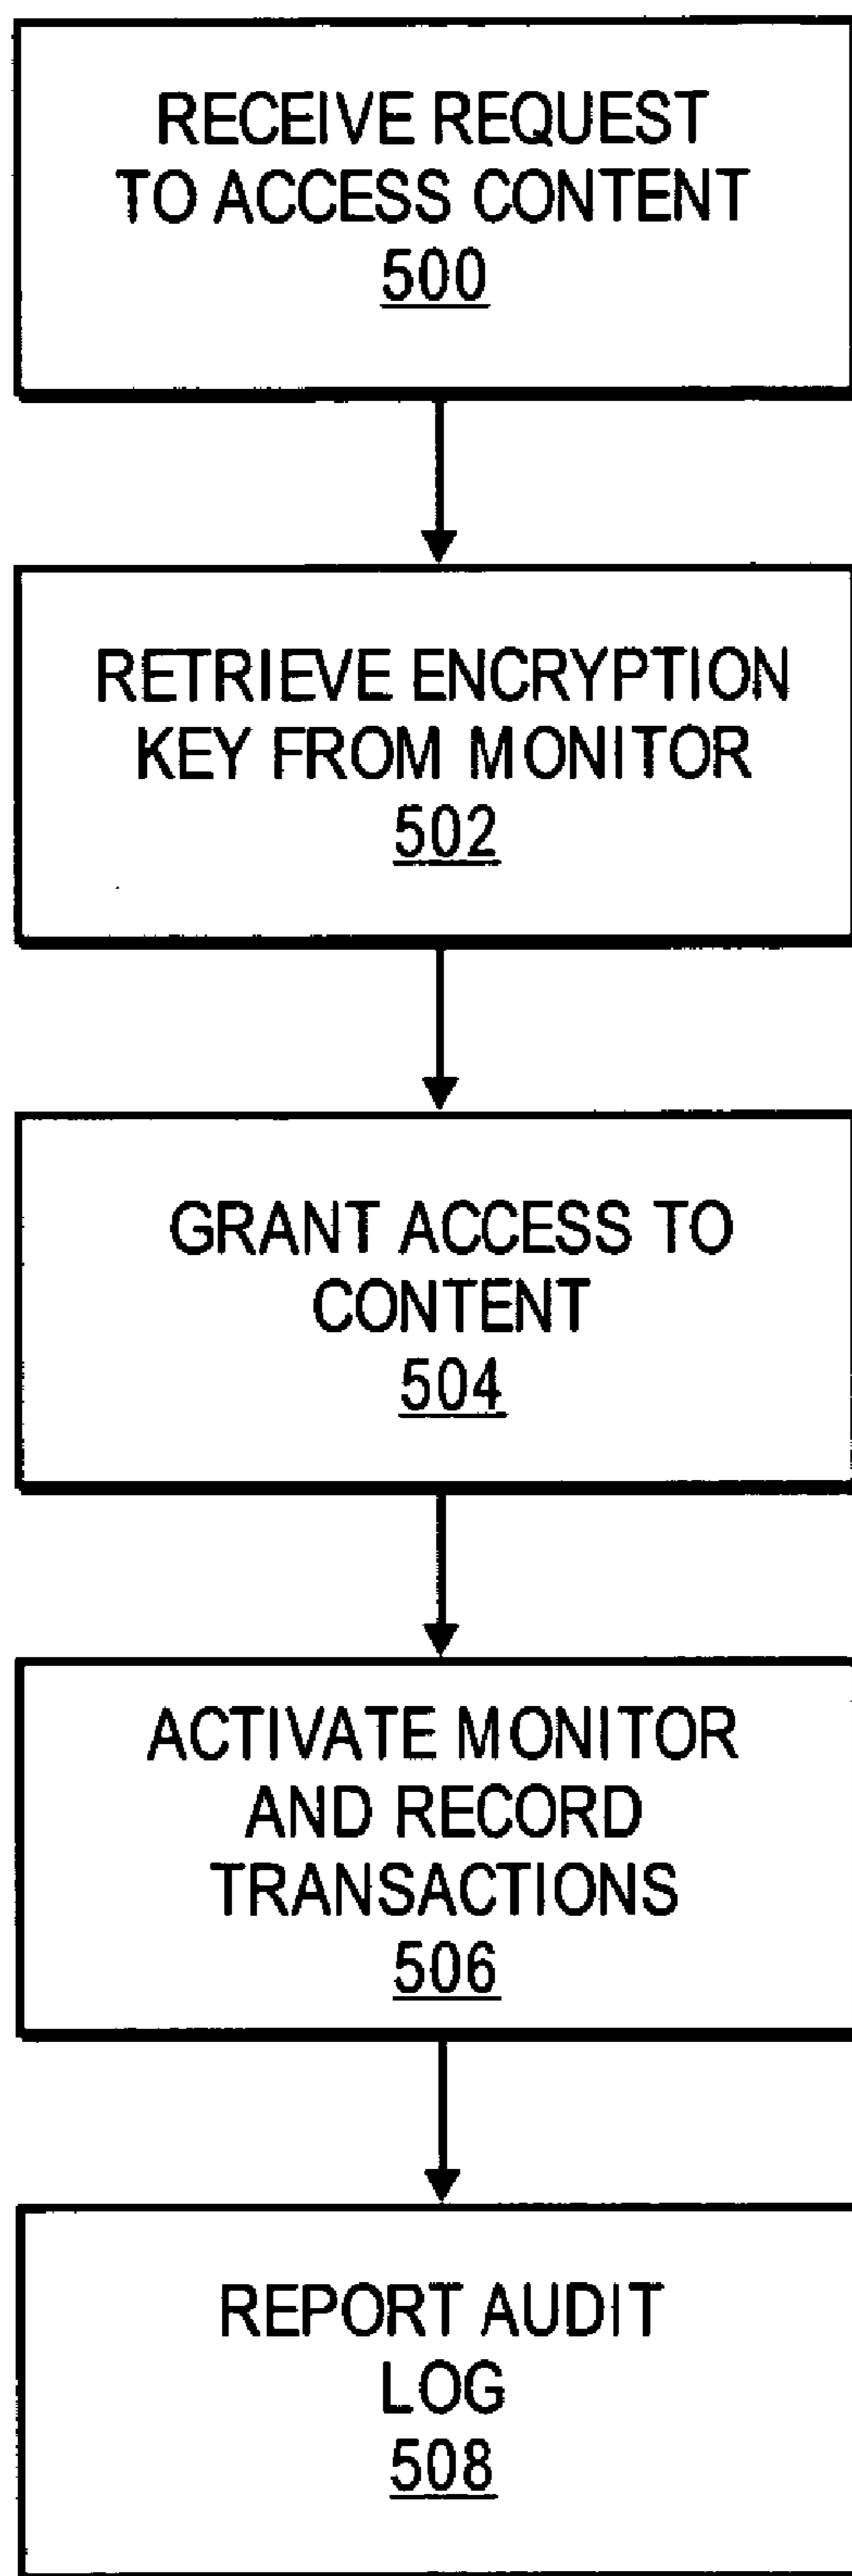 RECEIVE REQUEST
TO ACCESS CONTENT
500
RETRIEVE ENCRYPTION
KEY FROM MONITOR
502
GRANT ACCESS TO
CONTENT
504
ACTIVATE MONITOR
AND RECORD
TRANSACTIONS
506
REPORT AUDIT
LOG
508